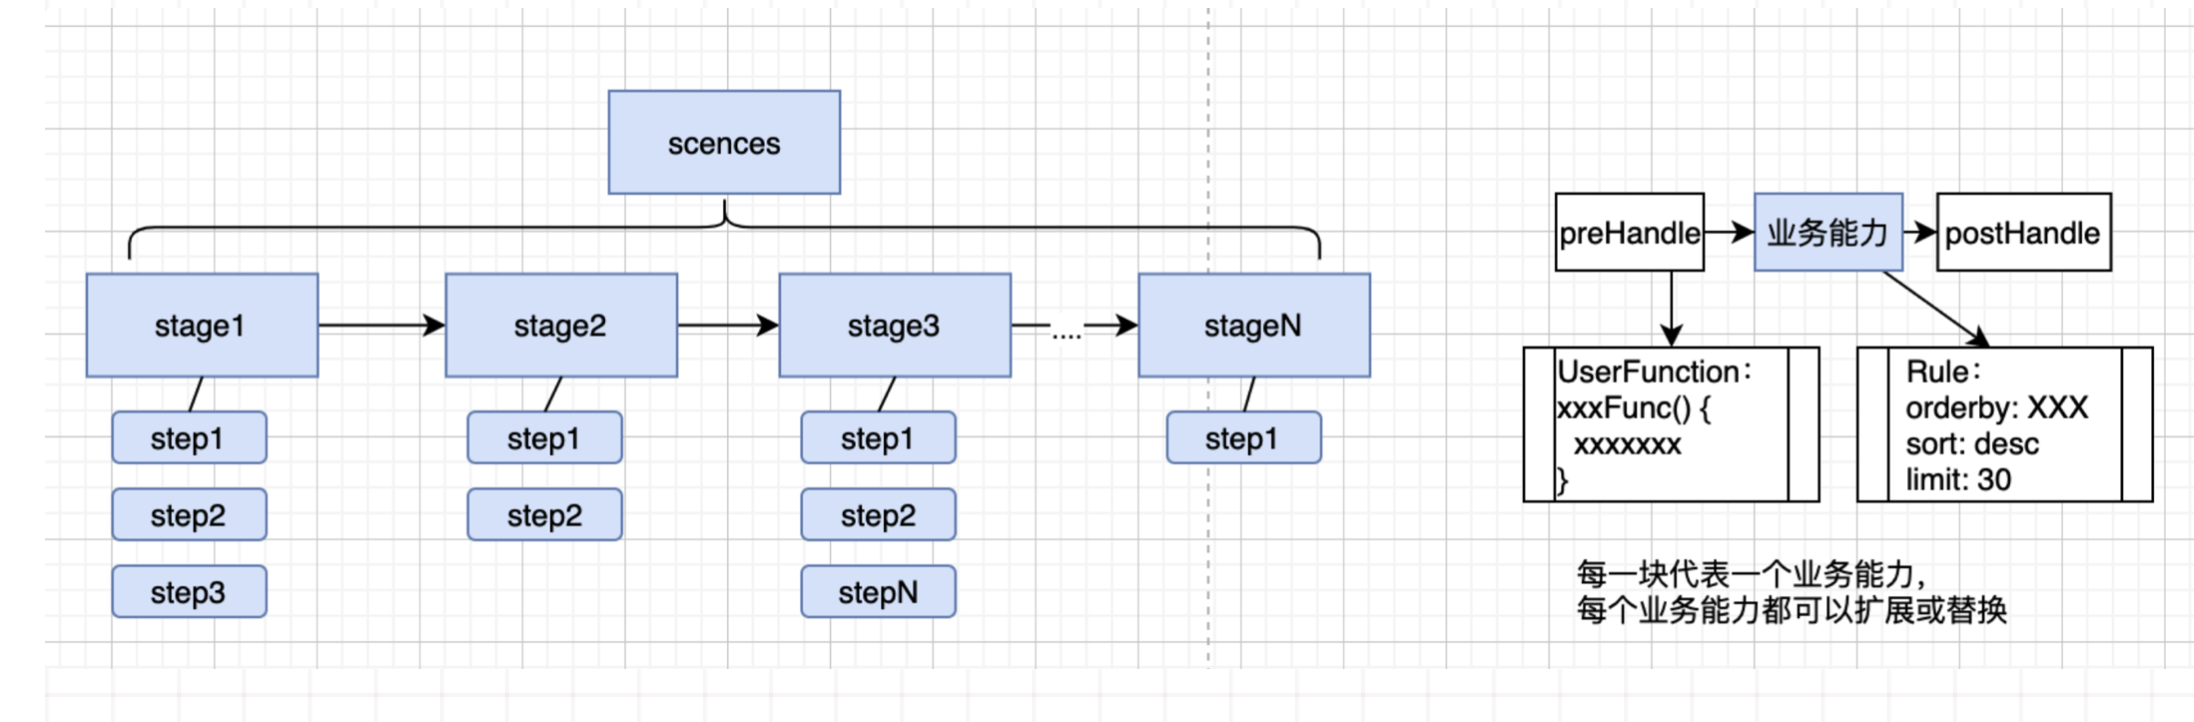 scences
stage1
stage2
stage3
....
stageN
step1
step2
step3
step1
step2
step1
step2
stepN
step1
preHandle
业务能力
postHandle
UserFunction：
xxxFunc() {
xxxxxxx
}
Rule：
orderby: XXX
sort: desc
limit: 30
每一块代表一个业务能力，
每个业务能力都可以扩展或替换